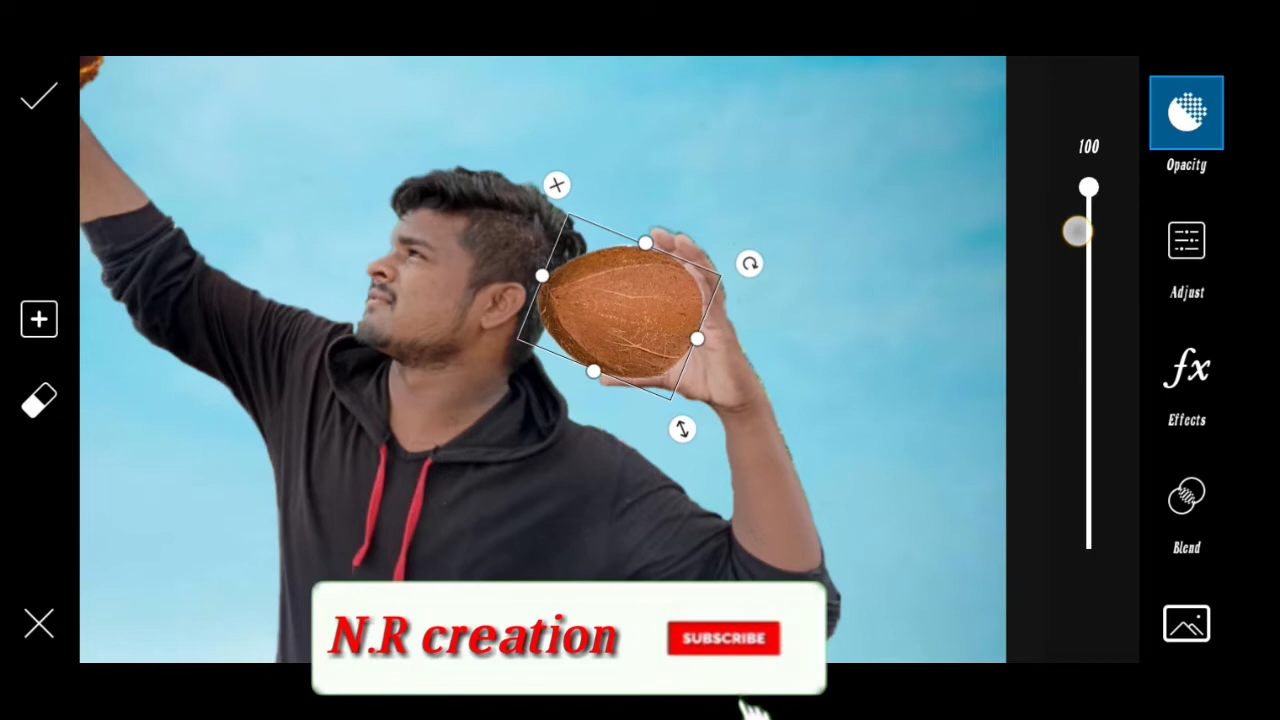 100
Opacity
Adjust
fx
Effects
Blend
N.R creation
SUBSCRIBE